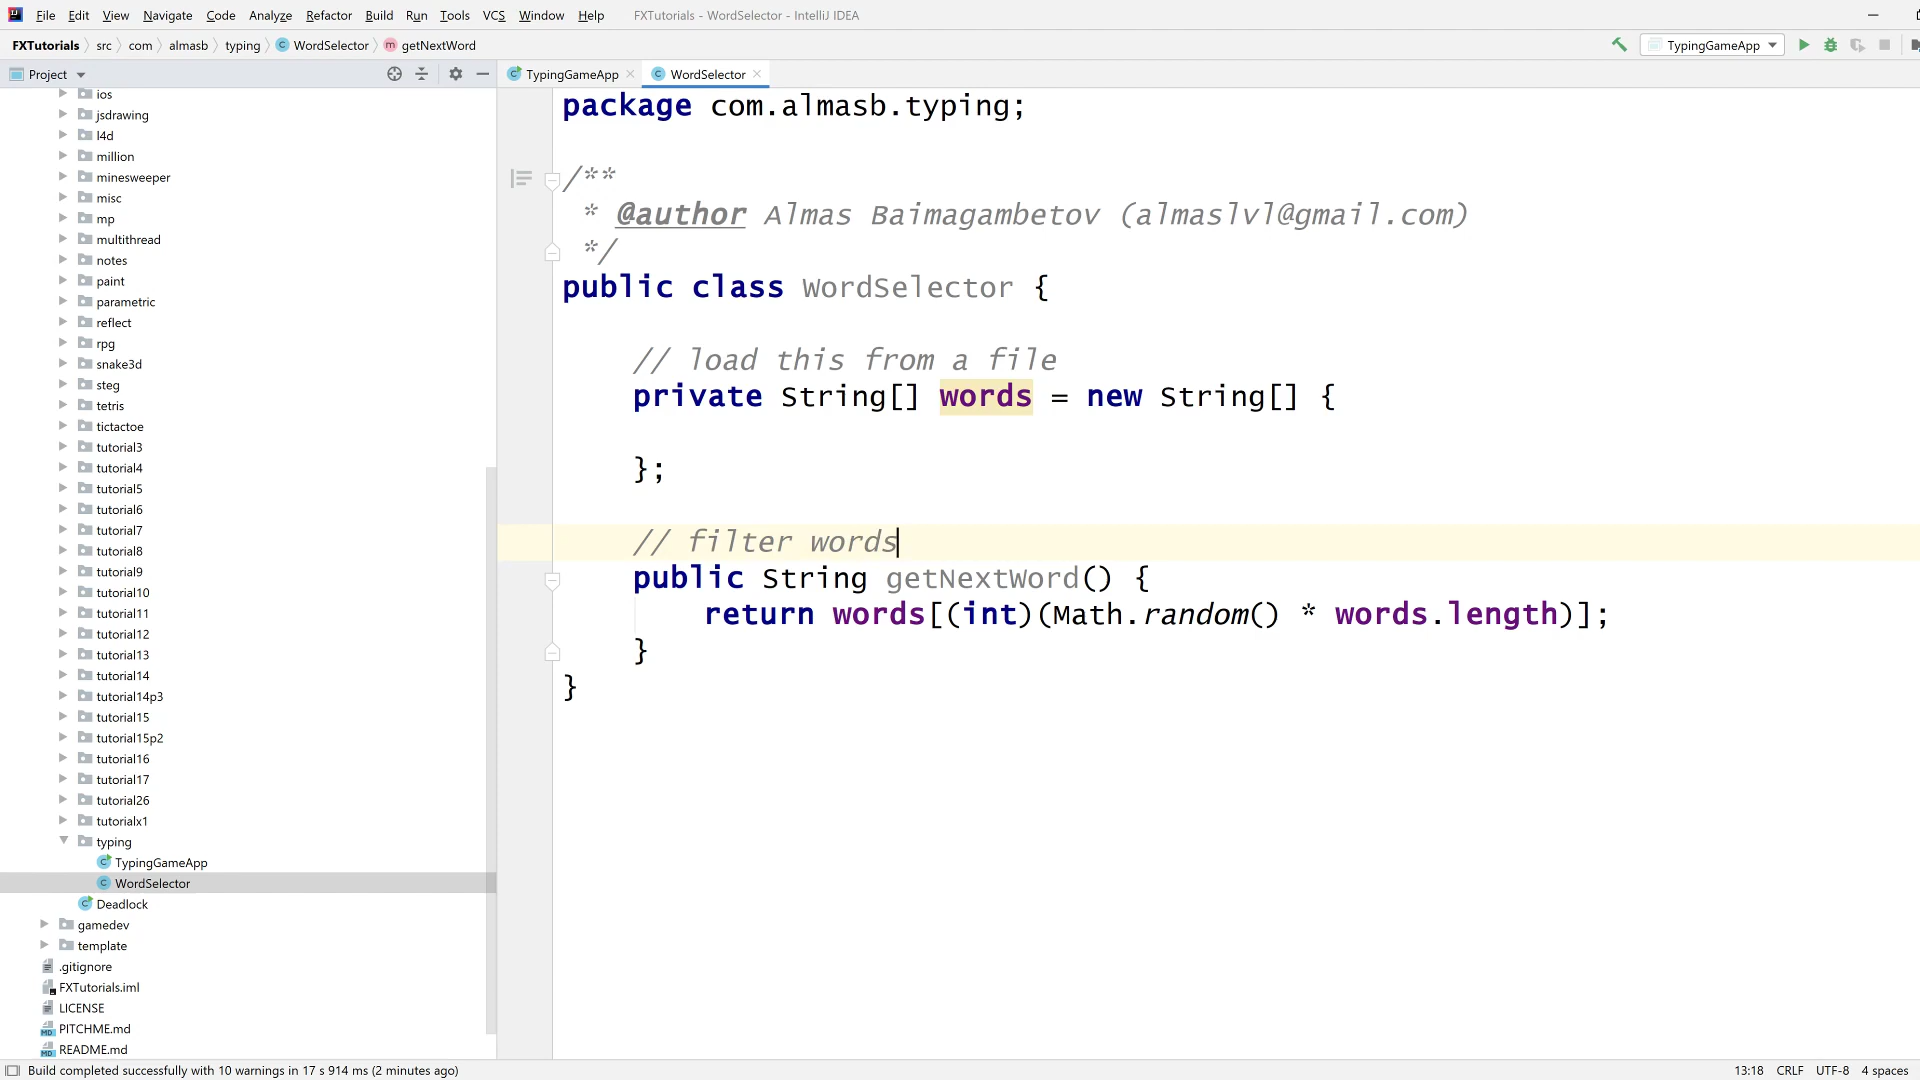 File Edit View Navigate Code Analyze Refactor Build Run Tools VCS Window Help FXTutorials - WordSelector - IntelliJ IDEA
FXTutorials src com almasb typing WordSelector getNextWord TypingGameApp
Project TypingGameApp WordSelector
ios
jsdrawing
l4d
million
minesweeper
misc
mp
multithread
notes
paint
parametric
reflect
rpg
snake3d
steg
tetris
tictactoe
tutorial3
tutorial4
tutorial5
tutorial6
tutorial7
tutorial8
tutorial9
tutorial10
tutorial11
tutorial12
tutorial13
tutorial14
tutorial14p3
tutorial15
tutorial15p2
tutorial16
tutorial17
tutorial26
tutorialx1
typing
TypingGameApp
WordSelector
Deadlock
gamedev
template
.gitignore
FXTutorials.iml
LICENSE
PITCHME.md
README.md
package com.almasb.typing;
/**
* @author Almas Baimagambetov (almaslvl@gmail.com)
*/
public class WordSelector {
// load this from a file
private String[] words = new String[] {
};
// filter words
public String getNextWord() {
return words[(int)(Math.random() * words.length)];
}
}
Build completed successfully with 10 warnings in 17 s 914 ms (2 minutes ago) 13:18 CRLF UTF-8 4 spaces